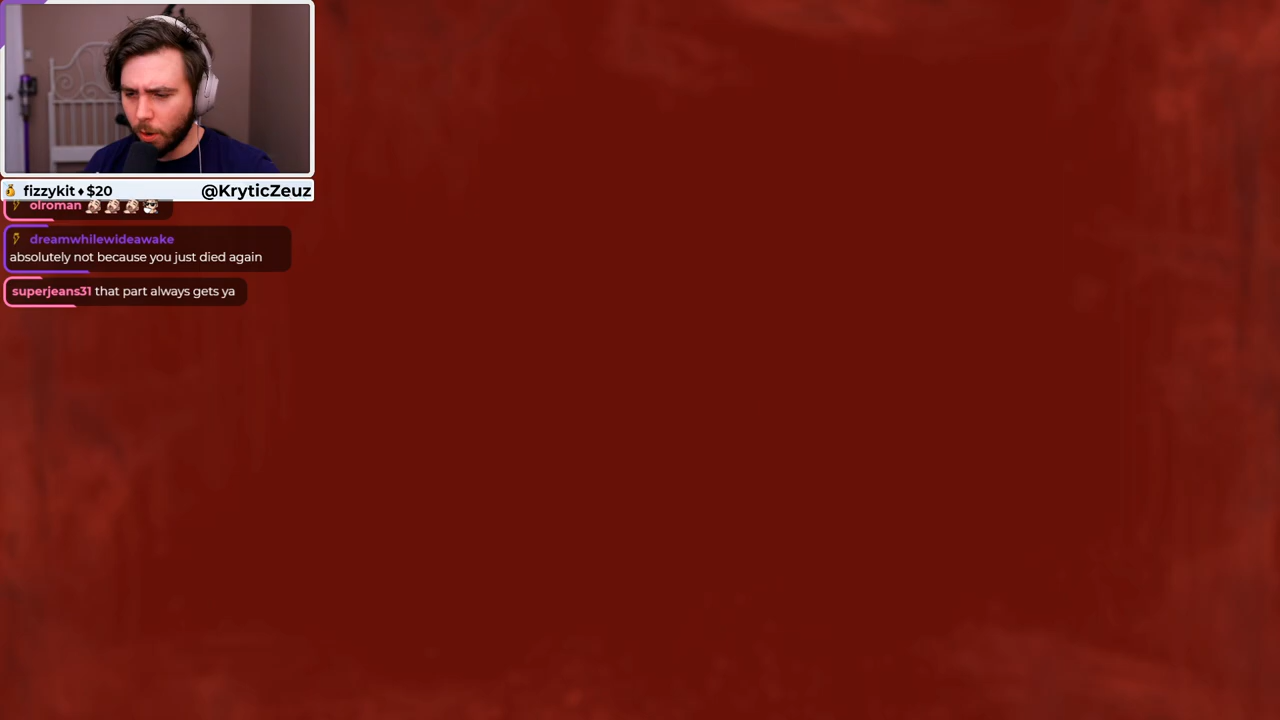 fizzykit ♦ $20 @KryticZeuz
olroman
dreamwhilewideawake
absolutely not because you just died again
superjeans31 that part always gets ya